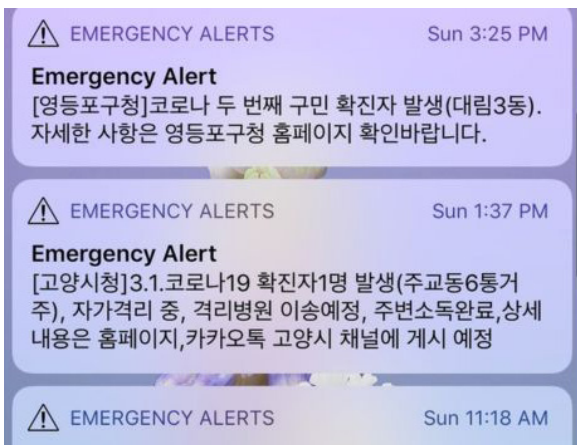 EMERGENCY ALERTS Sun 3:25 PM
Emergency Alert
[영등포구청]코로나 두 번째 구민 확진자 발생(대림3동).
자세한 사항은 영등포구청 홈페이지 확인바랍니다.
EMERGENCY ALERTS Sun 1:37 PM
Emergency Alert
[고양시청]3.1.코로나19 확진자1명 발생(주교동6통거
주), 자가격리 중, 격리병원 이송예정, 주변소독완료,상세
내용은 홈페이지,카카오톡 고양시 채널에 게시 예정
EMERGENCY ALERTS Sun 11:18 AM